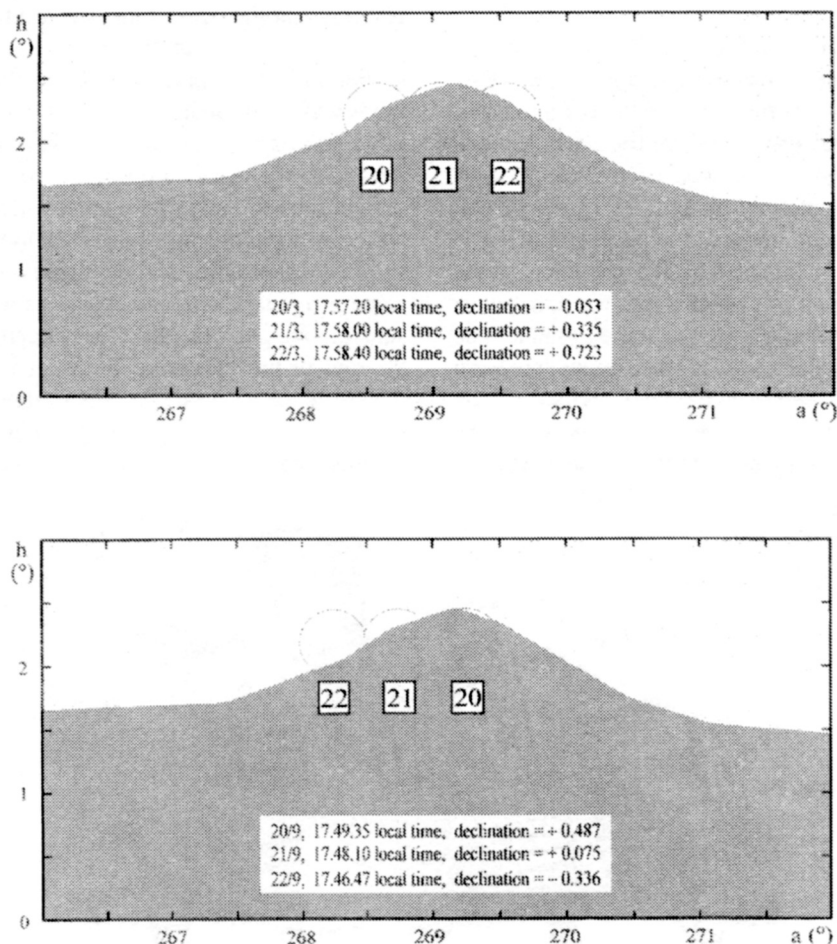 h
(°)
2
1
0
20 21 22
20/3, 17.57.20 local time, declination = – 0.053
21/3, 17.58.00 local time, declination = + 0.335
22/3, 17.58.40 local time, declination = + 0.723
267 268 269 270 271 a (°)
h
(°)
2
1
0
22 21 20
20/9, 17.49.35 local time, declination = + 0.487
21/9, 17.48.10 local time, declination = + 0.075
22/9, 17.46.47 local time, declination = – 0.336
267 268 269 270 271 a (°)